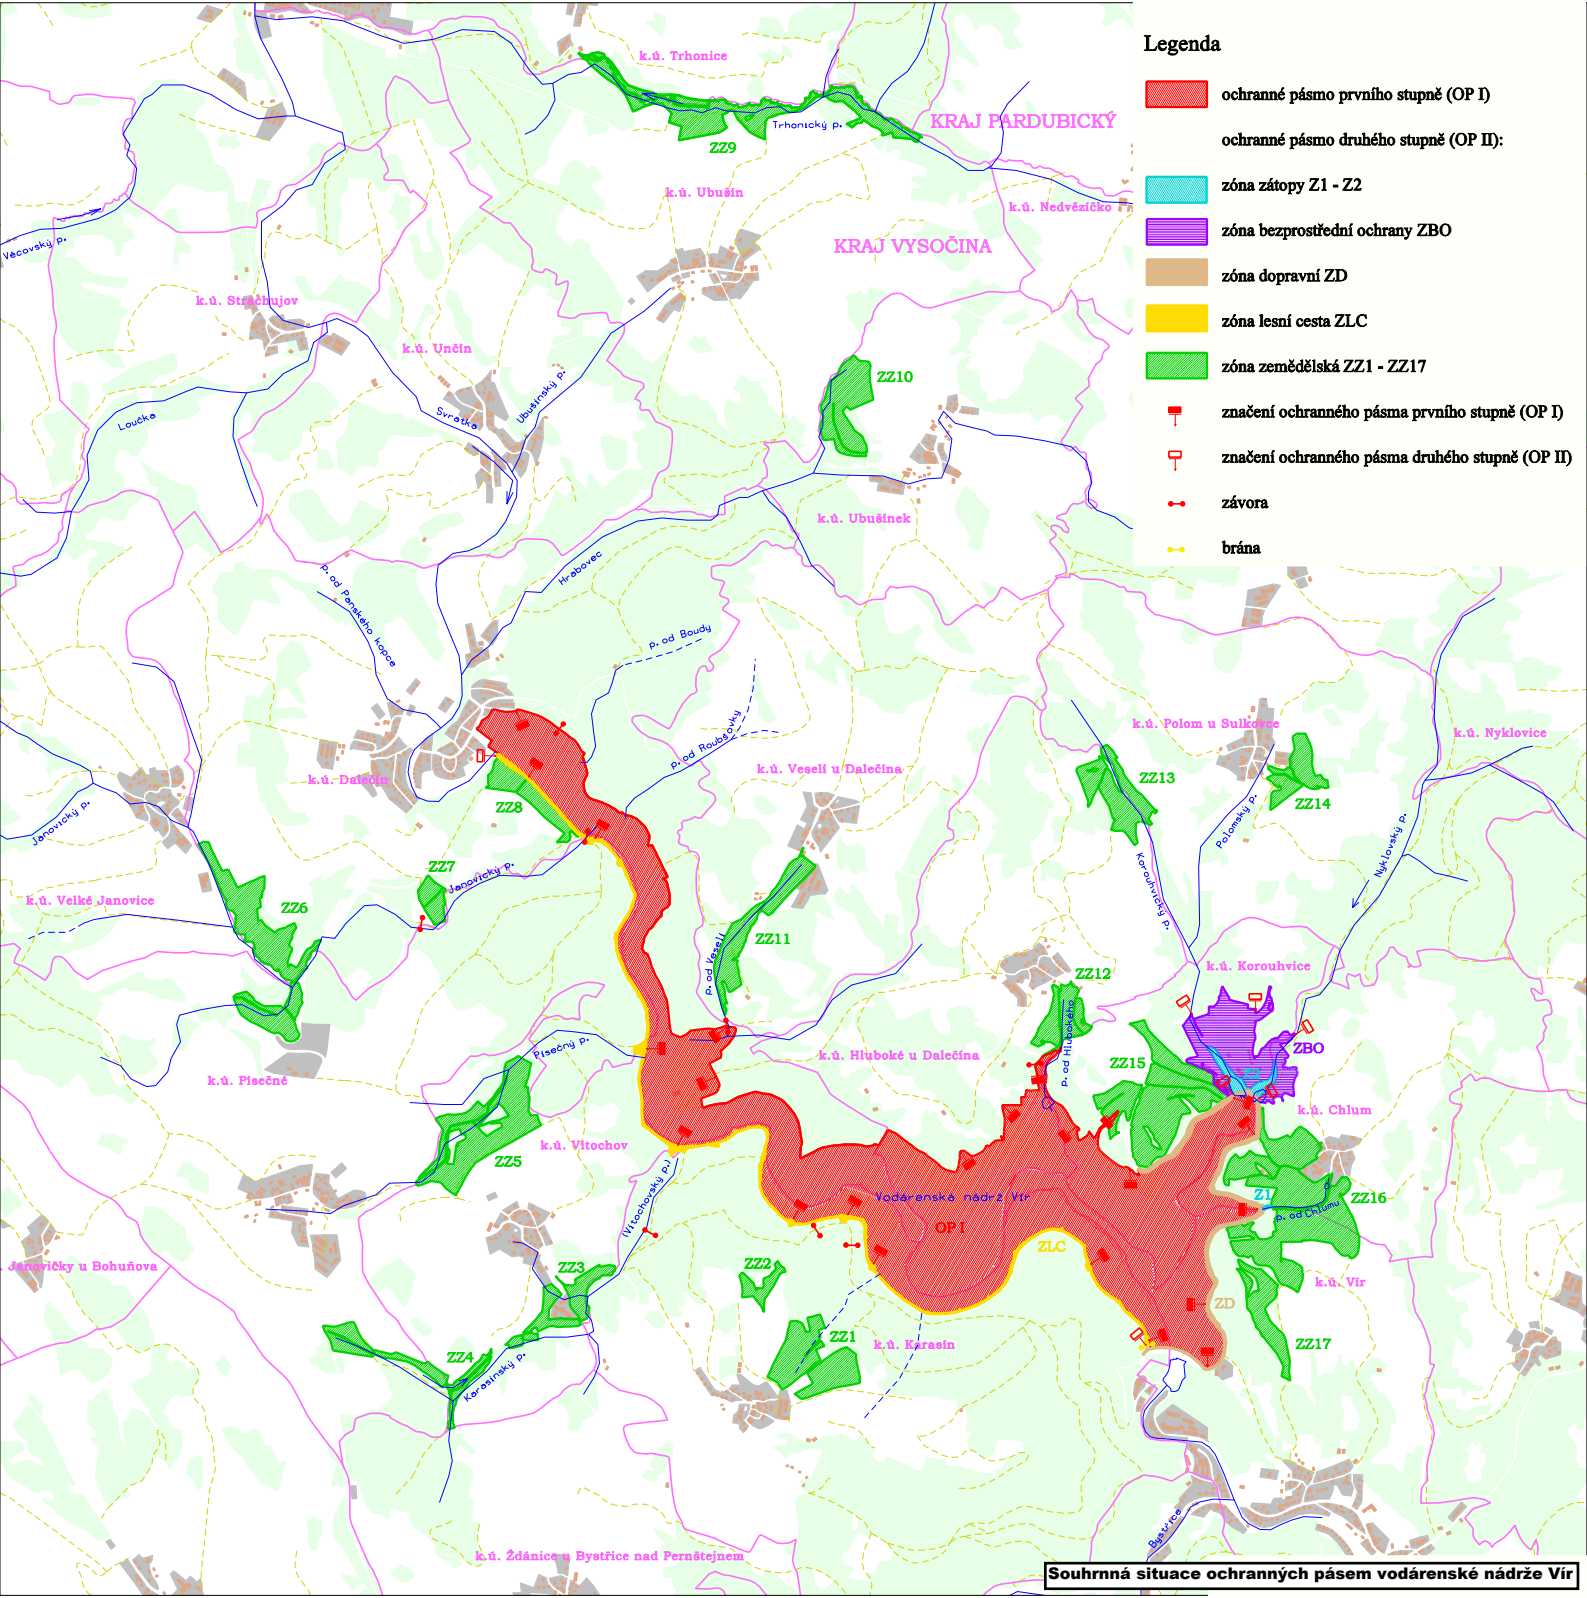 Legenda
ochranné pásmo prvního stupně (OP I)
ochranné pásmo druhého stupně (OP II):
zóna zátopy Z1 - Z2
zóna bezprostřední ochrany ZBO
zóna dopravní ZD
zóna lesní cesta ZLC
zóna zemědělská ZZ1 - ZZ17
značení ochranného pásma prvního stupně (OP I)
značení ochranného pásma druhého stupně (OP II)
závora
brána
k.ú. Trhonice
KRAJ PARDUBICKÝ
Trhonický p.
ZZ9
k.ú. Ubušín
k.ú. Nedvězíčko
KRAJ VYSOČINA
Věcovský p.
k.ú. Stráchujov
k.ú. Unčín
ZZ10
Loučka
Svratka
Ubušínský p.
k.ú. Ubušínek
Hrabovec
p. od Panského kopce
p. od Boudy
p. od Roubšovky
k.ú. Polom u Sulkovce
k.ú. Nyklovice
k.ú. Dalečín
k.ú. Veselí u Dalečína
ZZ13
ZZ8
ZZ14
Janovický p.
Polomský p.
Nyklovský p.
ZZ7
Janovický p.
Korouhvický p.
k.ú. Velké Janovice
ZZ6
ZZ11
p. od Veselí
k.ú. Korouhvice
ZZ12
p. od Hlubokého
Písečný p.
k.ú. Hluboké u Dalečína
ZBO
ZZ15
Z2
k.ú. Písečné
k.ú. Chlum
k.ú. Vítochov
ZZ5
(Vítochovský p.)
Vodárenská nádrž Vír
Z1
ZZ16
p. od Chlumu
OP I
ZLC
Janovičky u Bohuňova
ZZ3
ZZ2
k.ú. Vír
ZD
ZZ1
k.ú. Karasín
ZZ17
ZZ4
Karasínský p.
Bystřice
k.ú. Ždánice u Bystřice nad Pernštejnem
Souhrnná situace ochranných pásem vodárenské nádrže Vír